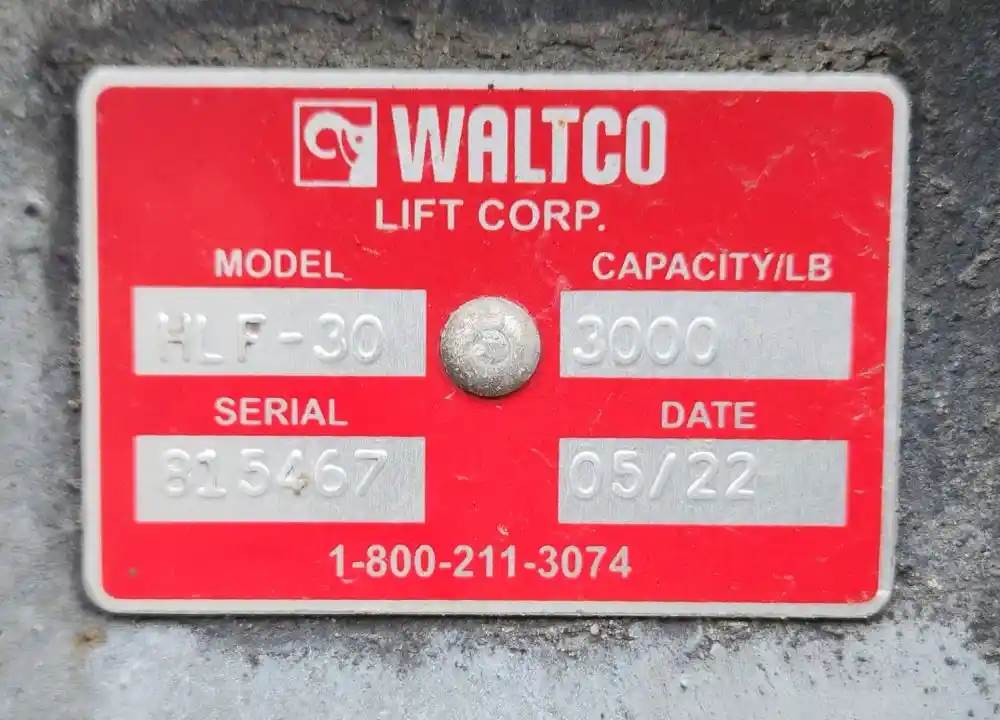 WALTCO
LIFT CORP.
MODEL CAPACITY/LB
HLF-30 3000
SERIAL DATE
815467 05/22
1-800-211-3074